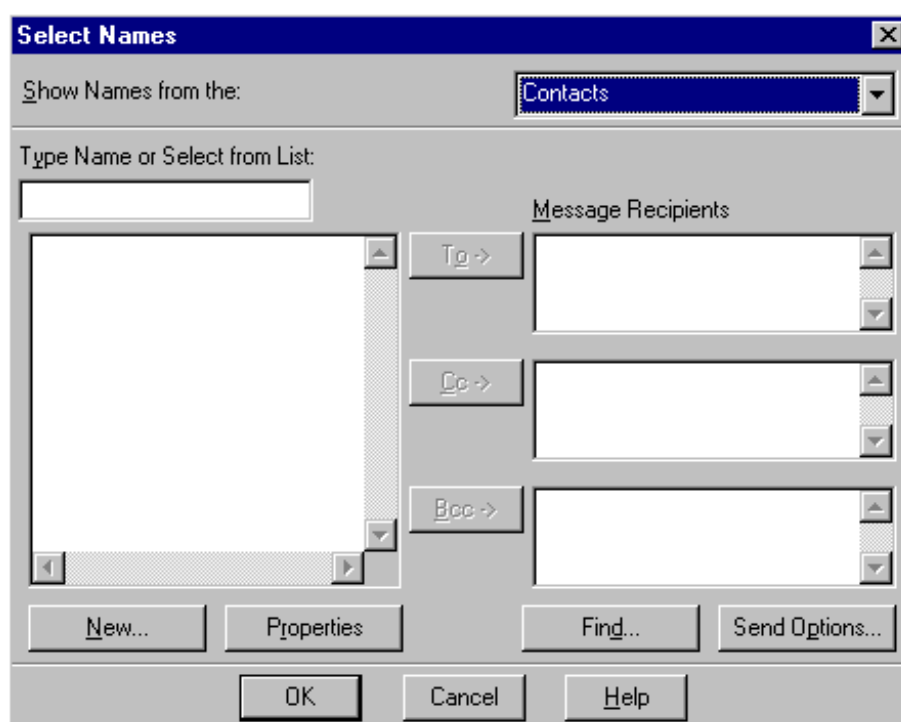 Select Names
Show Names from the:
Contacts
Type Name or Select from List:
Message Recipients
To ->
Cc ->
Bcc ->
New...
Properties
Find...
Send Options...
OK
Cancel
Help